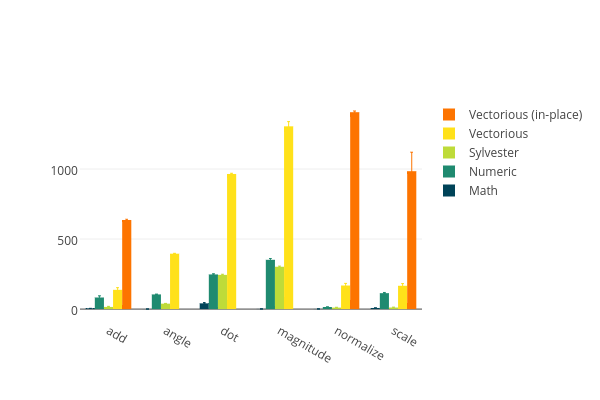 Vectorious (in-place)
Vectorious
Sylvester
Numeric
Math
1000
500
0
add
angle
dot
magnitude
normalize
scale